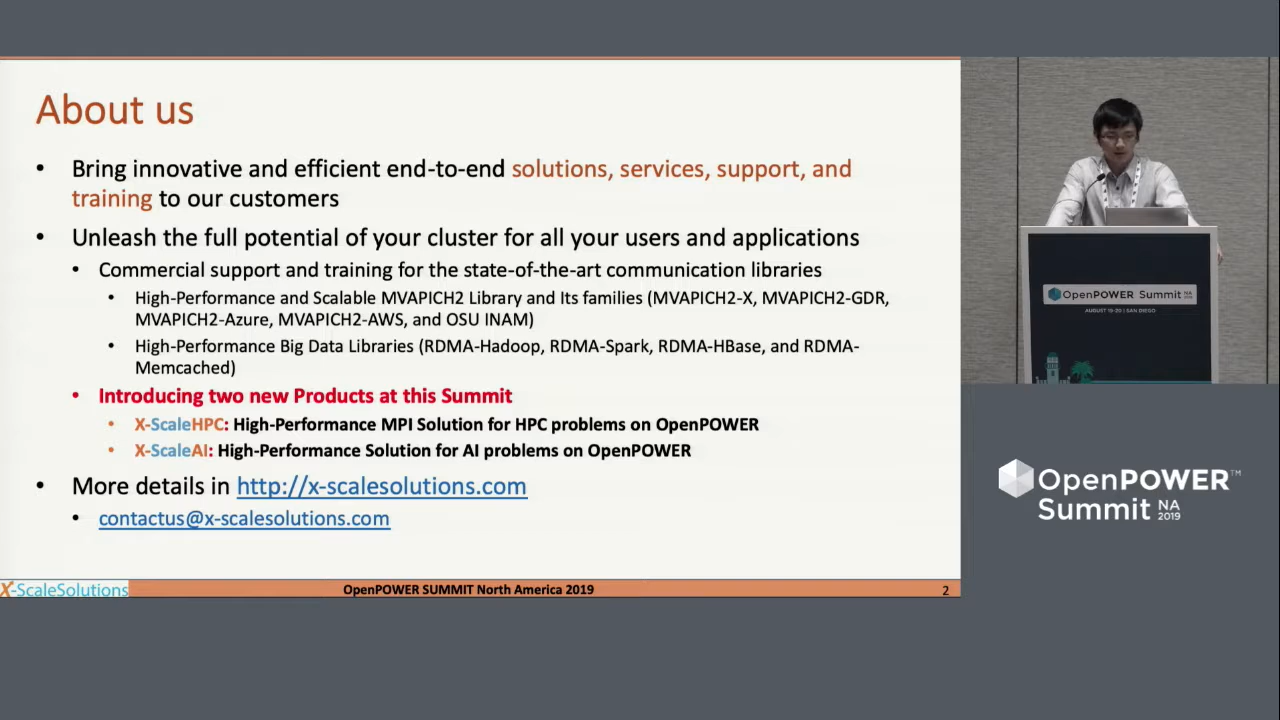 About us
• Bring innovative and efficient end-to-end solutions, services, support, and
training to our customers
• Unleash the full potential of your cluster for all your users and applications
• Commercial support and training for the state-of-the-art communication libraries
• High-Performance and Scalable MVAPICH2 Library and Its families (MVAPICH2-X, MVAPICH2-GDR,
MVAPICH2-Azure, MVAPICH2-AWS, and OSU INAM)
• High-Performance Big Data Libraries (RDMA-Hadoop, RDMA-Spark, RDMA-HBase, and RDMA-
Memcached)
• Introducing two new Products at this Summit
• X-ScaleHPC: High-Performance MPI Solution for HPC problems on OpenPOWER
• X-ScaleAI: High-Performance Solution for AI problems on OpenPOWER
• More details in http://x-scalesolutions.com
• contactus@x-scalesolutions.com
X-ScaleSolutions
OpenPOWER SUMMIT North America 2019
2
OpenPOWER Summit NA
AUGUST 19-20 | SAN DIEGO
OpenPOWER™
Summit NA
2019